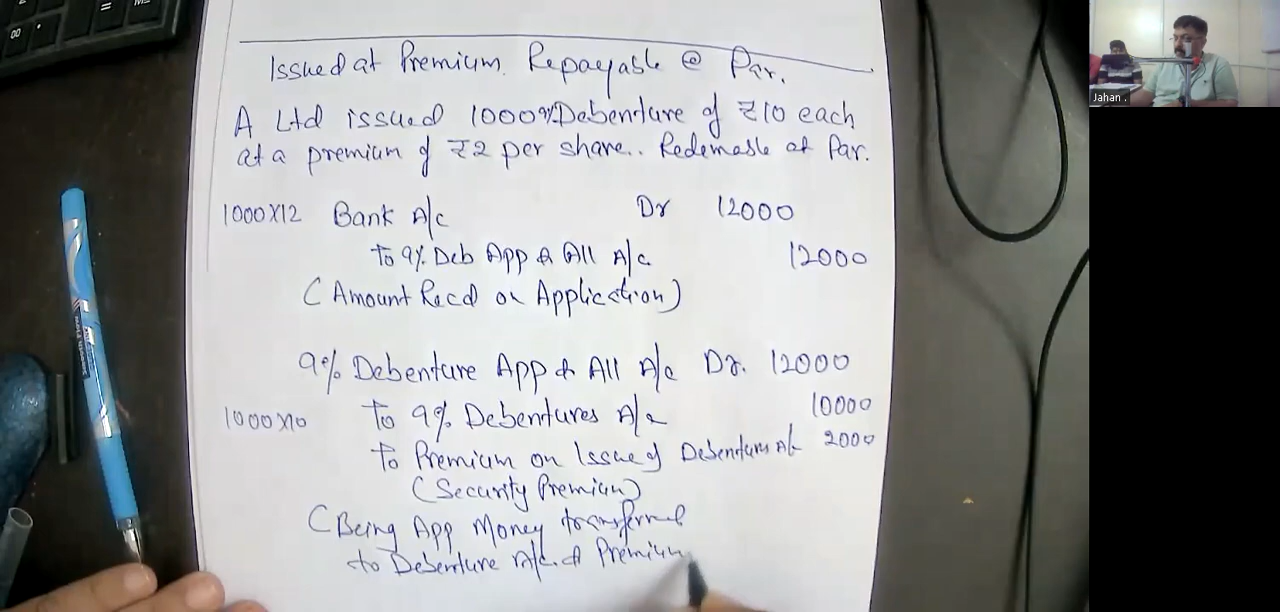 Issued at Premium. Repayable @ Par.
A Ltd issued 1000 9% Debenture of ₹10 each
at a premium of ₹2 per share.. Redemable at Par.
1000X12 Bank A/c Dr 12000
To 9% Deb App & All A/c 12000
(Amount Recd on Application)
9% Debenture App & All A/c Dr. 12000
1000X10 To 9% Debentures A/c 10000
To Premium on Issue of Debenture A/c 2000
(Security Premium)
(Being App Money transferred
to Debenture A/c. & Premium
Jahan .